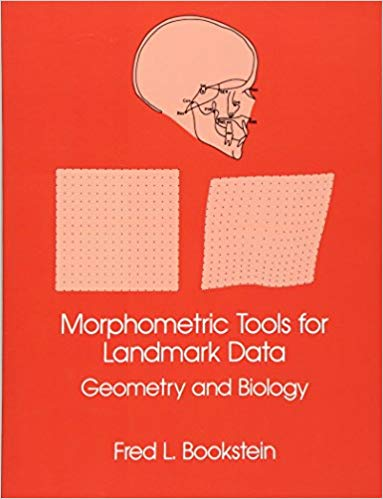 Morphometric Tools for
Landmark Data
Geometry and Biology
Fred L. Bookstein